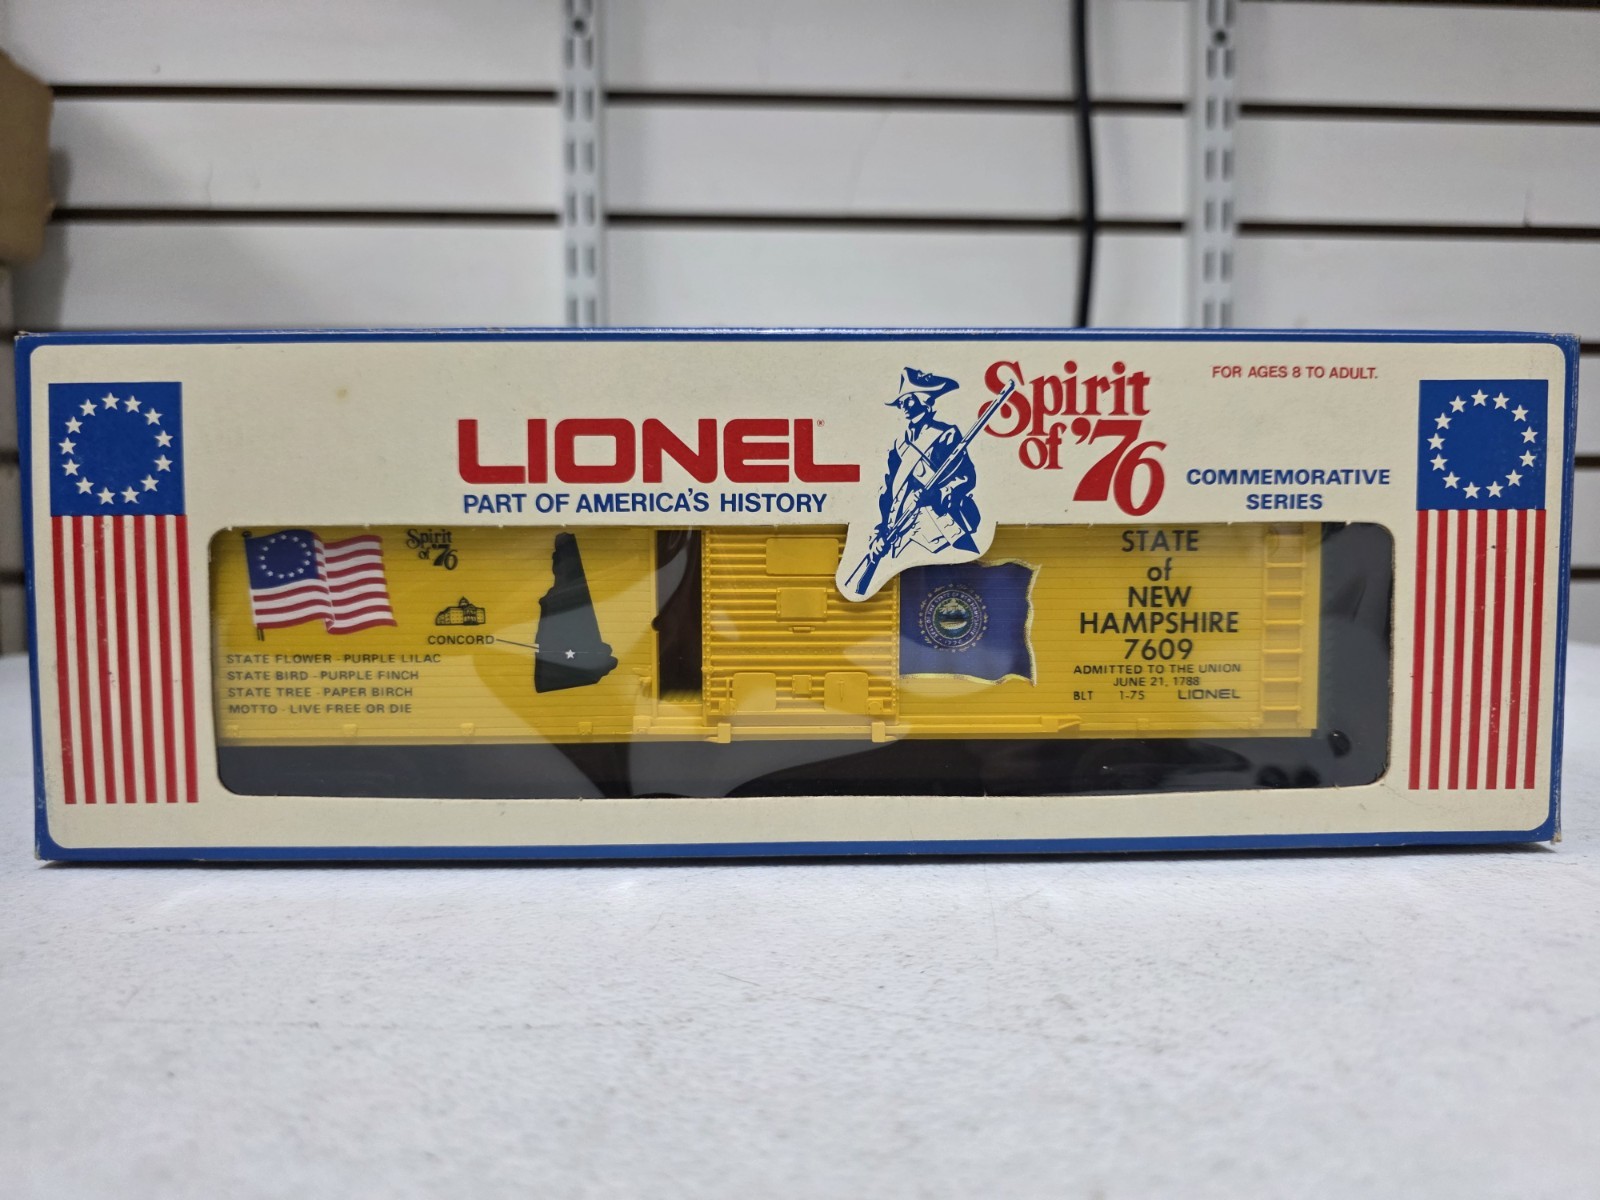 LIONEL®
PART OF AMERICA'S HISTORY
Spirit
of '76
FOR AGES 8 TO ADULT.
COMMEMORATIVE
SERIES
Spirit
of '76
CONCORD
STATE FLOWER - PURPLE LILAC
STATE BIRD - PURPLE FINCH
STATE TREE - PAPER BIRCH
MOTTO - LIVE FREE OR DIE
STATE
of
NEW
HAMPSHIRE
7609
ADMITTED TO THE UNION
JUNE 21, 1788
BLT 1-75 LIONEL